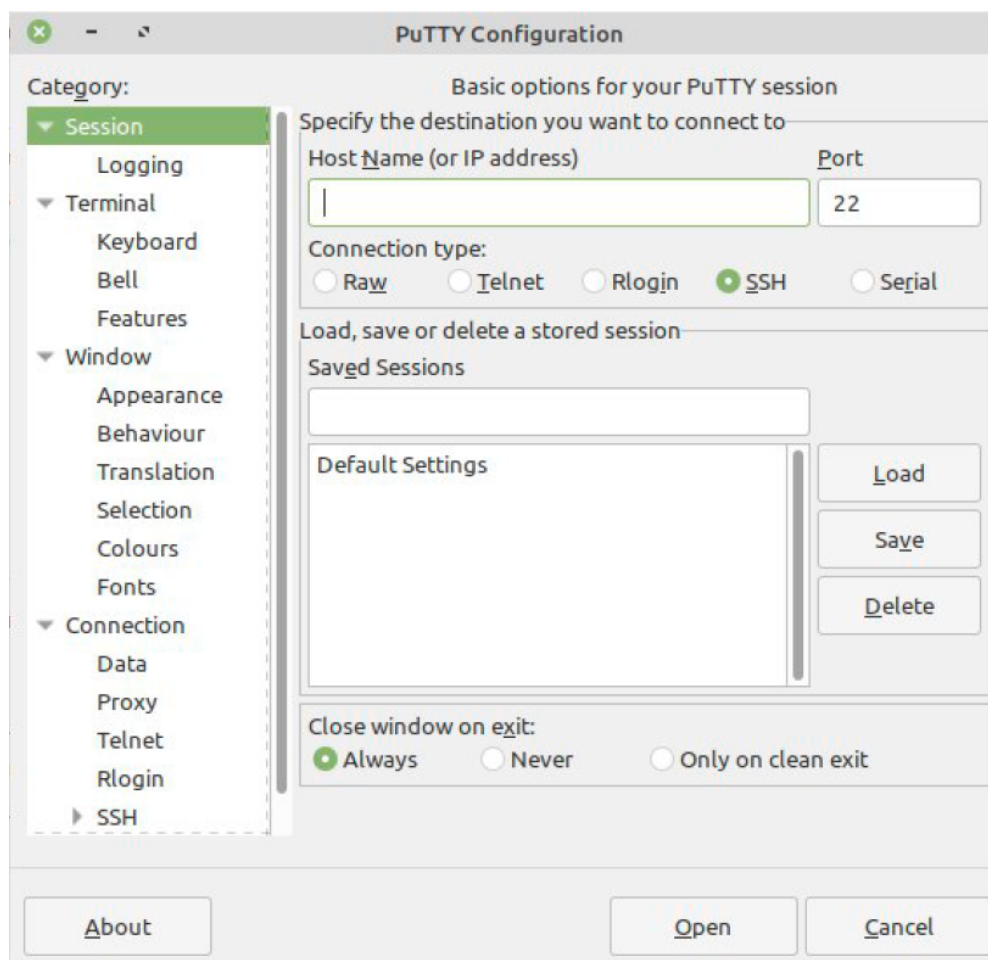 PuTTY Configuration
Category:
Session
Logging
Terminal
Keyboard
Bell
Features
Window
Appearance
Behaviour
Translation
Selection
Colours
Fonts
Connection
Data
Proxy
Telnet
Rlogin
SSH
Basic options for your PuTTY session
Specify the destination you want to connect to
Host Name (or IP address) Port
22
Connection type:
Raw Telnet Rlogin SSH Serial
Load, save or delete a stored session
Saved Sessions
Default Settings
Load
Save
Delete
Close window on exit:
Always Never Only on clean exit
About Open Cancel